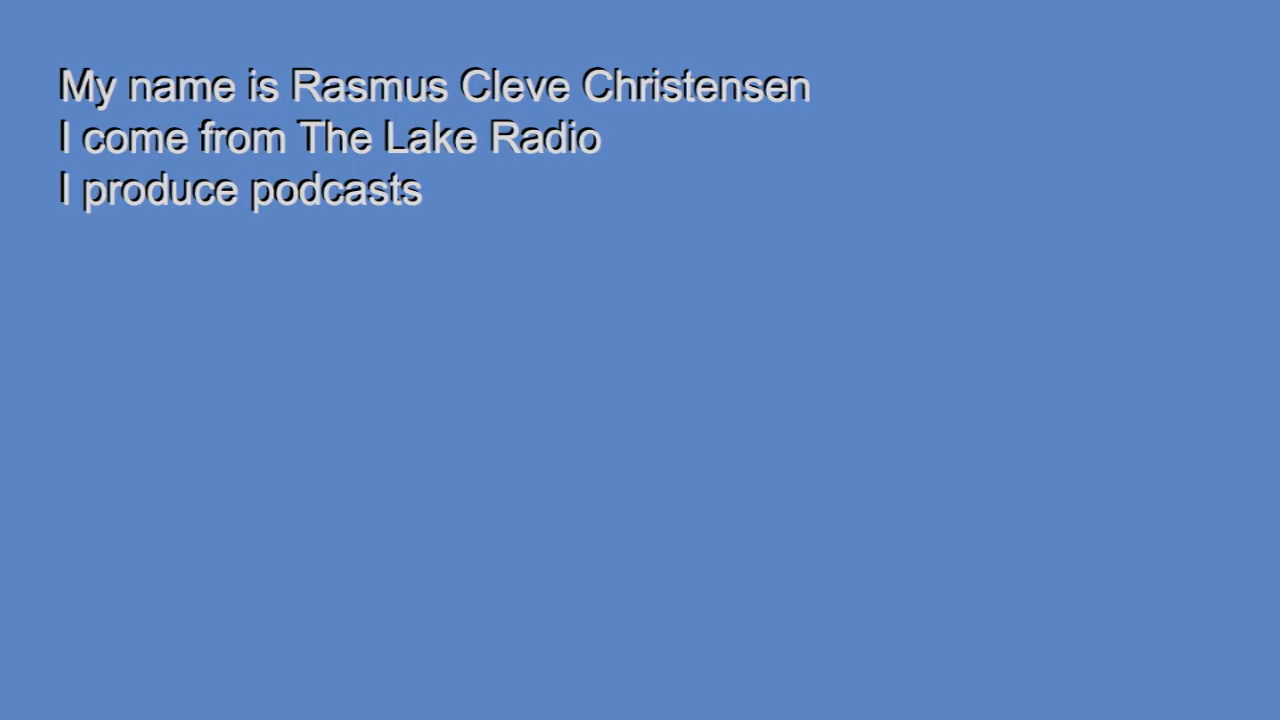 My name is Rasmus Cleve Christensen
I come from The Lake Radio
I produce podcasts